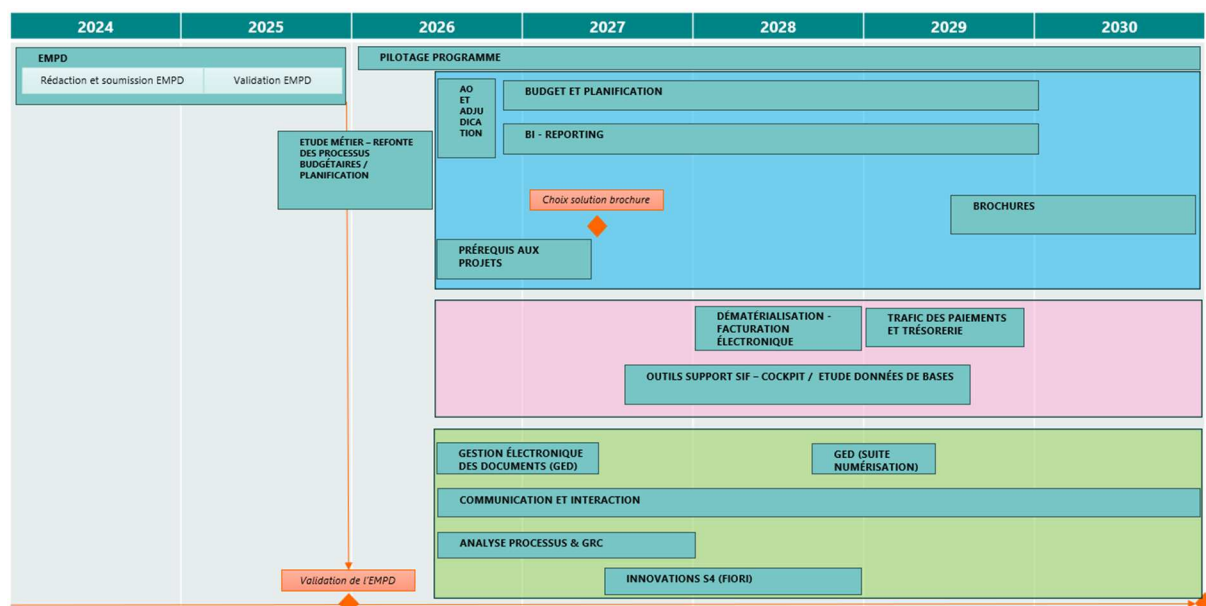 2024 2025 2026 2027 2028 2029 2030
EMPD
Rédaction et soumission EMPD
Validation EMPD
PILOTAGE PROGRAMME
AO
ET
ADJU
DICA
TION
BUDGET ET PLANIFICATION
BI - REPORTING
ETUDE MÉTIER – REFONTE
DES PROCESSUS
BUDGÉTAIRES /
PLANIFICATION
Choix solution brochure
BROCHURES
PRÉREQUIS AUX
PROJETS
DÉMATÉRIALISATION -
FACTURATION
ÉLECTRONIQUE
TRAFIC DES PAIEMENTS
ET TRÉSORERIE
OUTILS SUPPORT SIF – COCKPIT / ETUDE DONNÉES DE BASES
GESTION ÉLECTRONIQUE
DES DOCUMENTS (GED)
GED (SUITE
NUMÉRISATION)
COMMUNICATION ET INTERACTION
ANALYSE PROCESSUS & GRC
INNOVATIONS S4 (FIORI)
Validation de l'EMPD